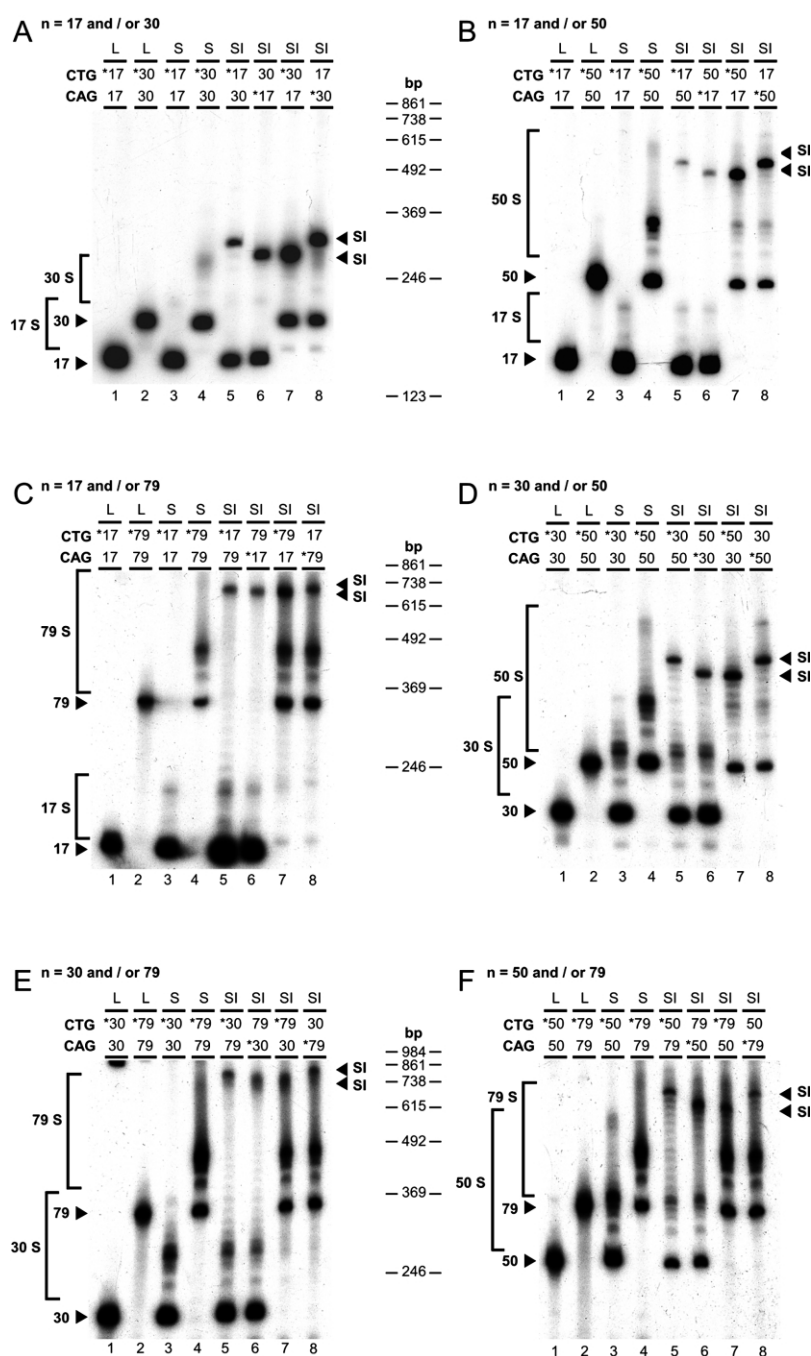 A n = 17 and / or 30
L L S S SI SI SI SI
CTG *17 *30 *17 *30 *17 30 *30 17
CAG 17 30 17 30 30 *17 17 *30
30 S
17 S
30
17
SI
SI
1 2 3 4 5 6 7 8
bp
861
738
615
492
369
246
123
B n = 17 and / or 50
L L S S SI SI SI SI
CTG *17 *50 *17 *50 *17 50 *50 17
CAG 17 50 17 50 50 *17 17 *50
50 S
50
17 S
17
SI
SI
1 2 3 4 5 6 7 8
C n = 17 and / or 79
L L S S SI SI SI SI
CTG *17 *79 *17 *79 *17 79 *79 17
CAG 17 79 17 79 79 *17 17 *79
79 S
79
17 S
17
SI
SI
1 2 3 4 5 6 7 8
bp
861
738
615
492
369
246
D n = 30 and / or 50
L L S S SI SI SI SI
CTG *30 *50 *30 *50 *30 50 *50 30
CAG 30 50 30 50 50 *30 30 *50
50 S
30 S
50
30
SI
SI
1 2 3 4 5 6 7 8
E n = 30 and / or 79
L L S S SI SI SI SI
CTG *30 *79 *30 *79 *30 79 *79 30
CAG 30 79 30 79 79 *30 30 *79
79 S
79
30 S
30
SI
SI
1 2 3 4 5 6 7 8
bp
984
861
738
615
492
369
246
F n = 50 and / or 79
L L S S SI SI SI SI
CTG *50 *79 *50 *79 *50 79 *79 50
CAG 50 79 50 79 79 *50 50 *79
79 S
50 S
79
50
SI
SI
1 2 3 4 5 6 7 8